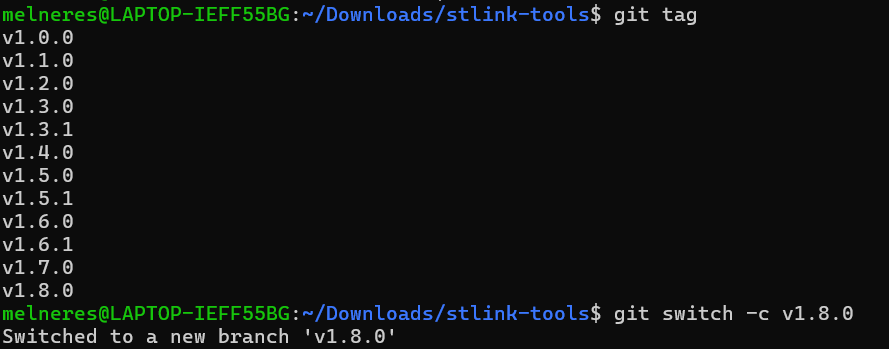 melneres@LAPTOP-IEFF55BG:~/Downloads/stlink-tools$ git tag
v1.0.0
v1.1.0
v1.2.0
v1.3.0
v1.3.1
v1.4.0
v1.5.0
v1.5.1
v1.6.0
v1.6.1
v1.7.0
v1.8.0
melneres@LAPTOP-IEFF55BG:~/Downloads/stlink-tools$ git switch -c v1.8.0
Switched to a new branch 'v1.8.0'